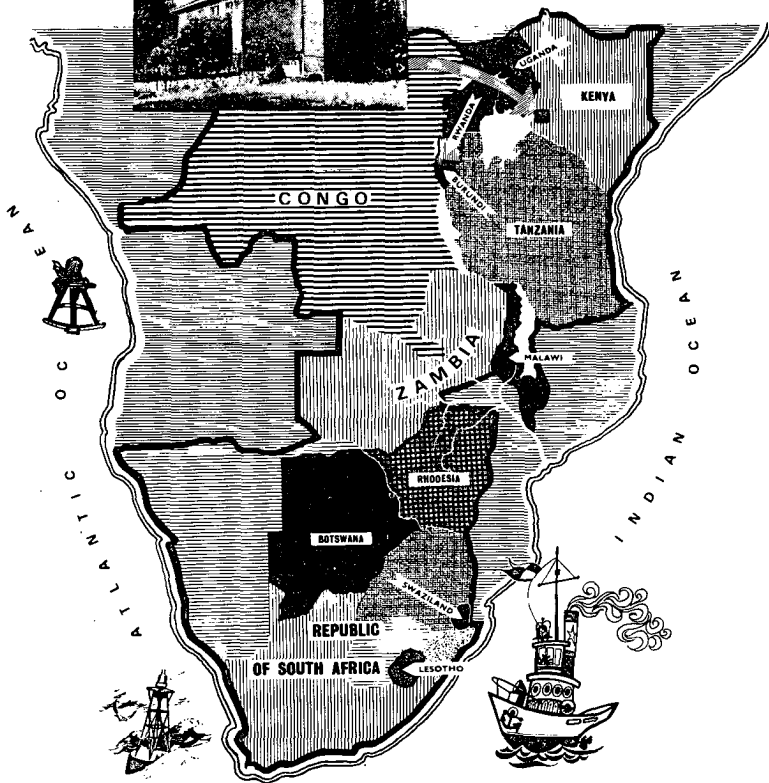 UGANDA
KENYA
RWANDA
CONGO
BURUNDI
TANZANIA
ATLANTIC OCEAN
INDIAN OCEAN
MALAWI
ZAMBIA
RHODESIA
BOTSWANA
SWAZILAND
REPUBLIC
OF SOUTH AFRICA
LESOTHO